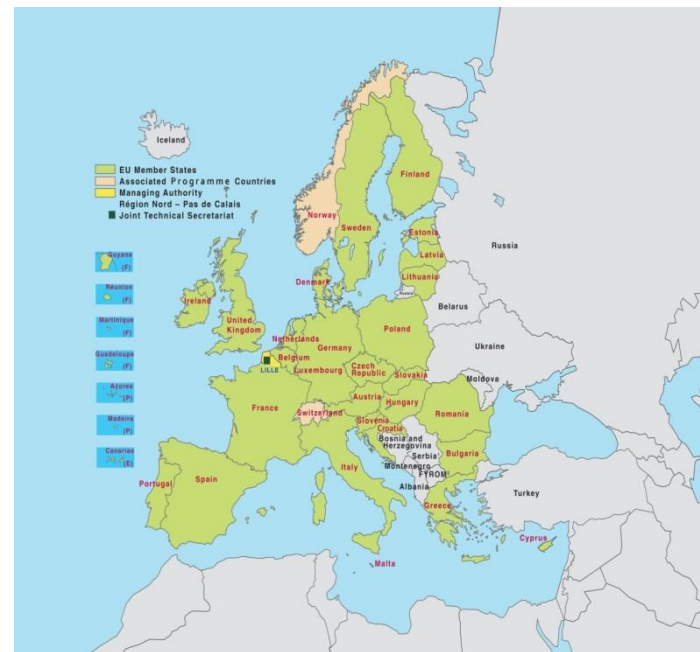 Iceland
EU Member States
Associated Programme Countries
Managing Authority
Région Nord – Pas de Calais
Joint Technical Secretariat
Finland
Norway
Sweden
Estonia
Russia
Latvia
Guyane
(F)
Denmark
Lithuania
Réunion
(F)
Ireland
Belarus
Martinique
(F)
United
Kingdom
Poland
Netherlands
Ukraine
Germany
Guadeloupe
(F)
Belgium
LILLE
Luxembourg
Czech
Republic
Slovakia
Moldova
Açores
(P)
Austria
Hungary
France
Switzerland
Romania
Madeira
(P)
Slovenia
Croatia
Bosnia and
Herzegovina
Serbia
Bulgaria
Canarias
(E)
Italy
Montenegro
FYROM
Portugal
Spain
Albania
Turkey
Greece
Cyprus
Malta